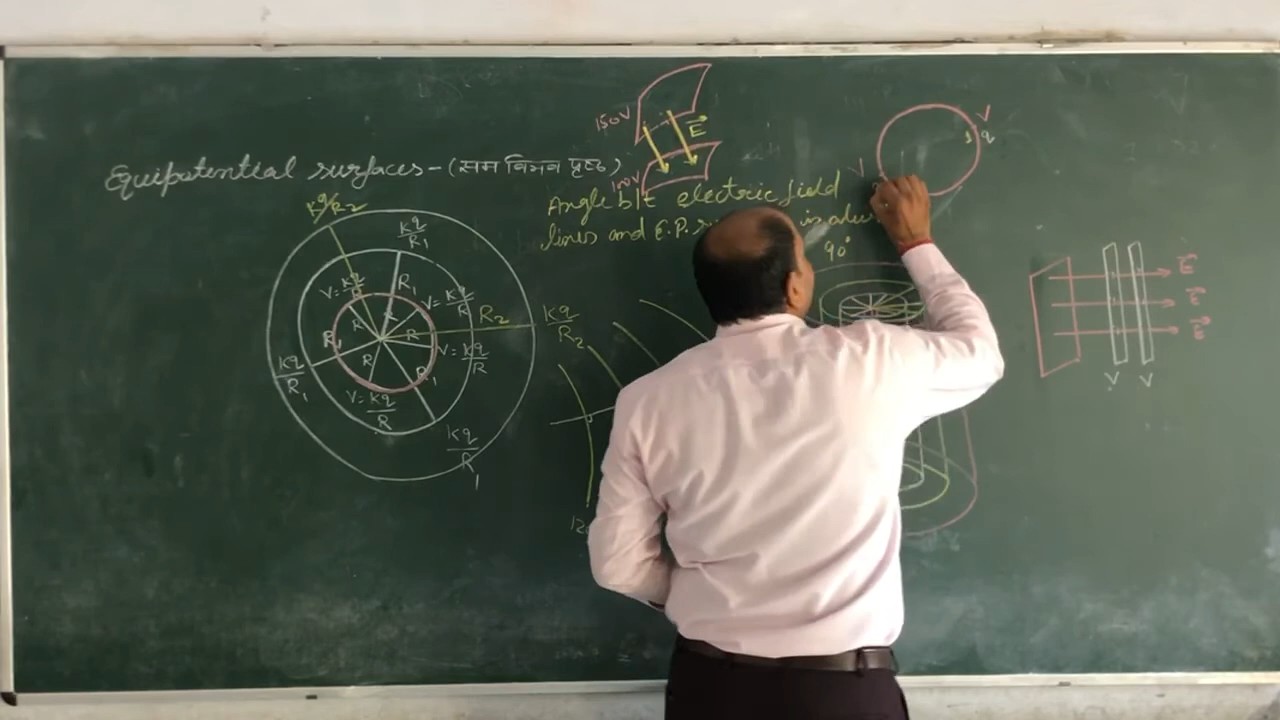 Equipotential surfaces - (सम विभव पृष्ठ)
150V
E
100V
Angle b/t electric field
lines and E.P. is
90°
V
V
q
Kq/R2
Kq/R1
R1
V=Kq/R
V=Kq/R
R2
Kq/R2
R
R
R
R1
V=Kq/R
Kq/R1
R
R1
V=Kq/R
Kq/R1
E
E
E
V
V